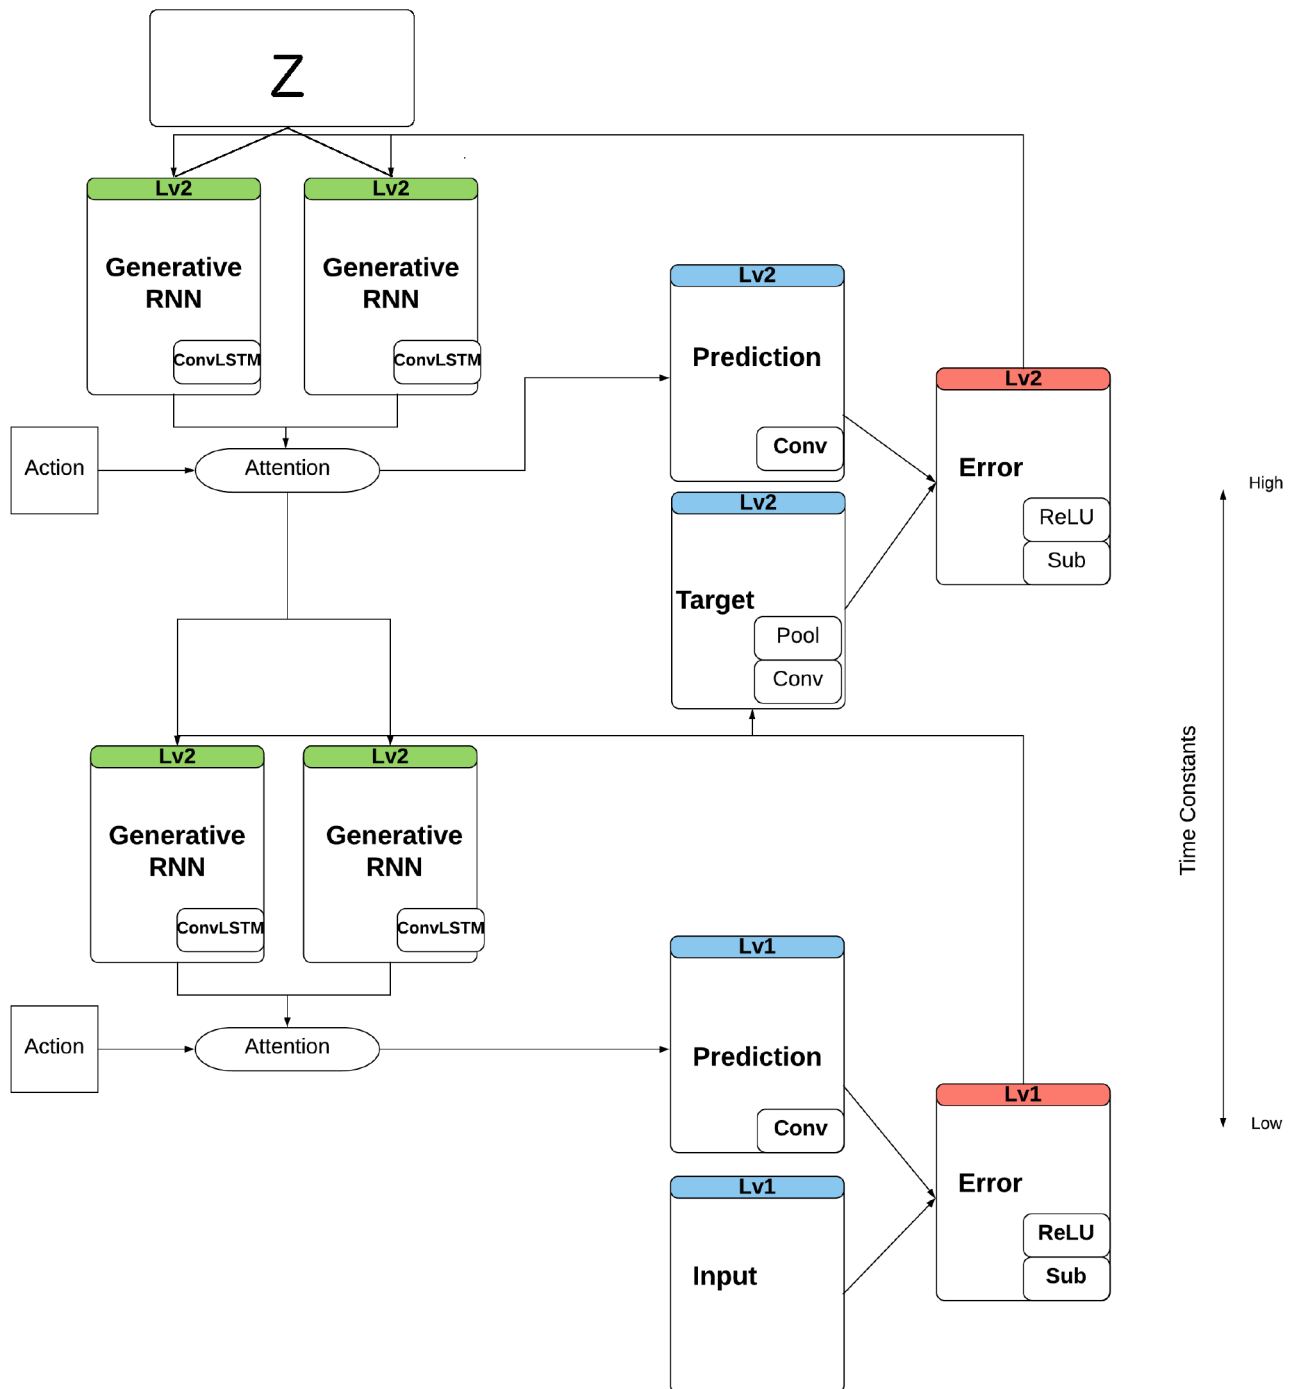 Z
Lv2
Lv2
Generative
RNN
ConvLSTM
Generative
RNN
ConvLSTM
Lv2
Prediction
Conv
Lv2
Error
ReLU
Sub
Action
Attention
High
Lv2
Target
Pool
Conv
Time Constants
Lv2
Lv2
Generative
RNN
ConvLSTM
Generative
RNN
ConvLSTM
Lv1
Prediction
Conv
Action
Attention
Lv1
Error
ReLU
Sub
Low
Lv1
Input